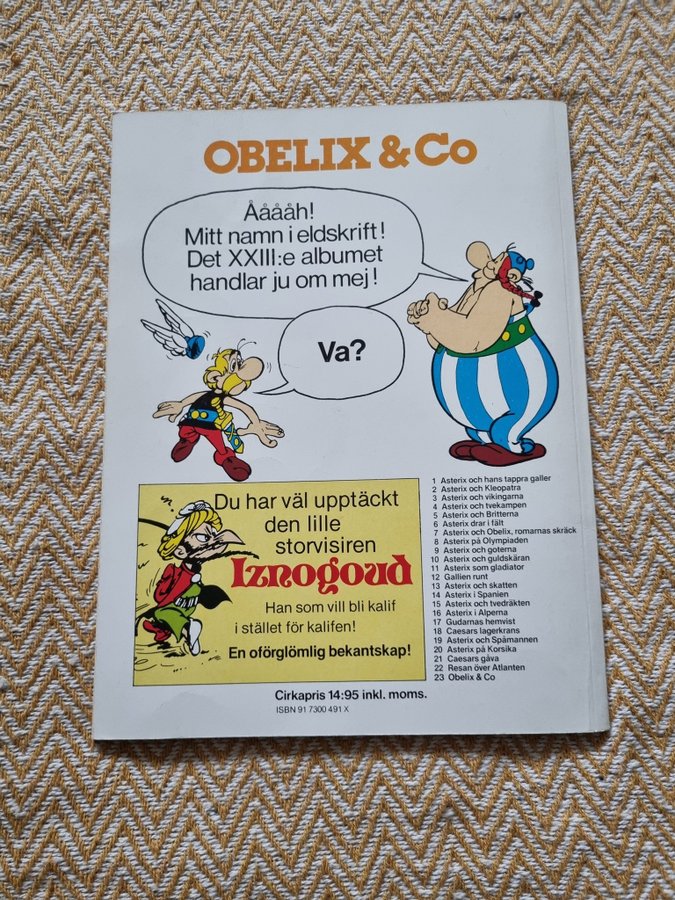 OBELIX & Co
Ååååh!
Mitt namn i eldskrift!
Det XXIII:e albumet
handlar ju om mej!
Va?
Du har väl upptäckt
den lille
storvisiren
Iznogoud
Han som vill bli kalif
i stället för kalifen!
En oförglömlig bekantskap!
1 Asterix och hans tappra galler
2 Asterix och Kleopatra
3 Asterix och vikingarna
4 Asterix och tvekampen
5 Asterix och Britterna
6 Asterix drar i fält
7 Asterix och Obelix, romarnas skräck
8 Asterix på Olympiaden
9 Asterix och goterna
10 Asterix och guldskäran
11 Asterix som gladiator
12 Gallien runt
13 Asterix och skatten
14 Asterix i Spanien
15 Asterix och tvedräkten
16 Asterix i Alperna
17 Gudarnas hemvist
18 Caesars lagerkrans
19 Asterix och Spåmannen
20 Asterix på Korsika
21 Caesars gåva
22 Resan över Atlanten
23 Obelix & Co
Cirkapris 14:95 inkl. moms.
ISBN 91 7300 491 X